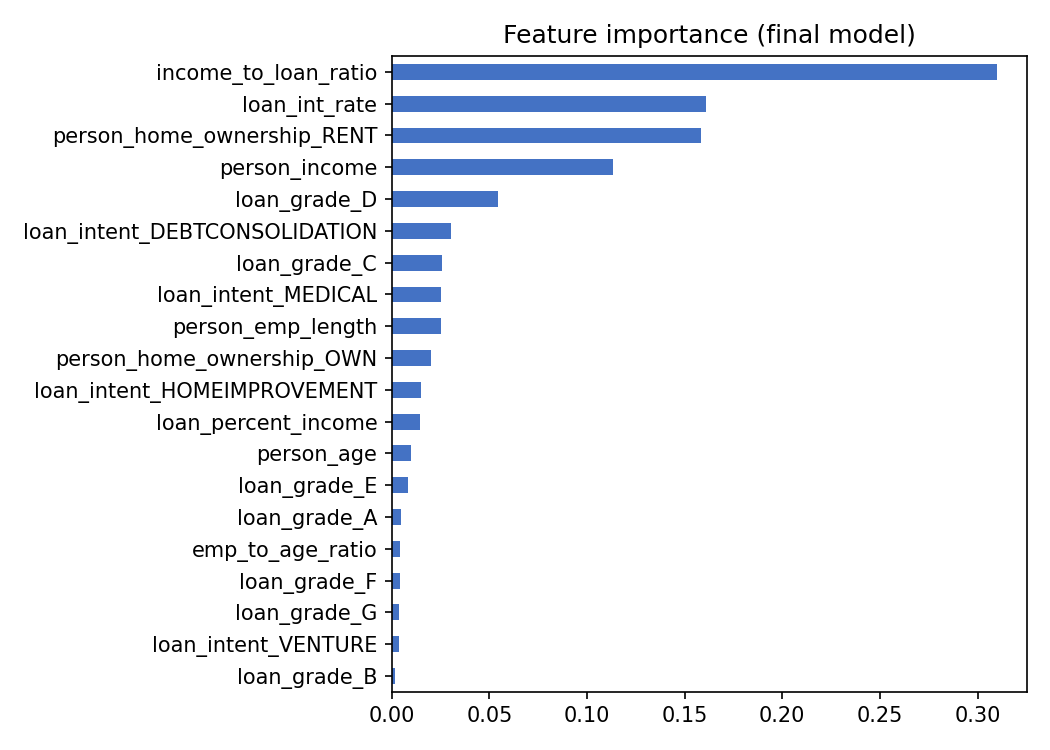 Feature importance (final model)
income_to_loan_ratio
loan_int_rate
person_home_ownership_RENT
person_income
loan_grade_D
loan_intent_DEBTCONSOLIDATION
loan_grade_C
loan_intent_MEDICAL
person_emp_length
person_home_ownership_OWN
loan_intent_HOMEIMPROVEMENT
loan_percent_income
person_age
loan_grade_E
loan_grade_A
emp_to_age_ratio
loan_grade_F
loan_grade_G
loan_intent_VENTURE
loan_grade_B
0.00 0.05 0.10 0.15 0.20 0.25 0.30